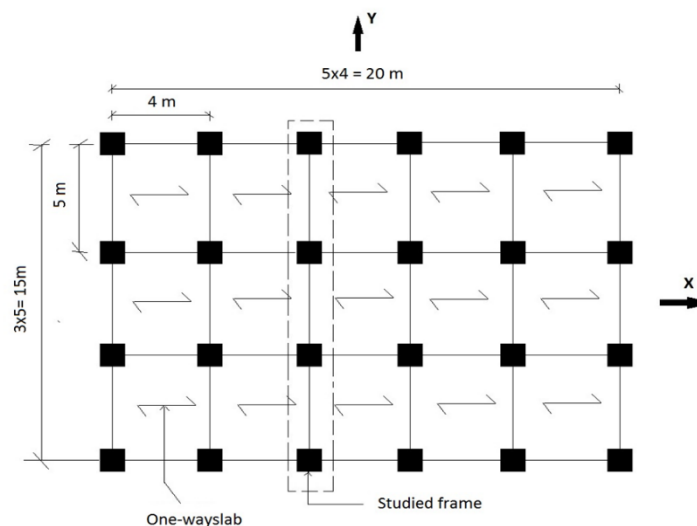 Y
5x4 = 20 m
4 m
5 m
3x5= 15m
X
Studied frame
One-wayslab